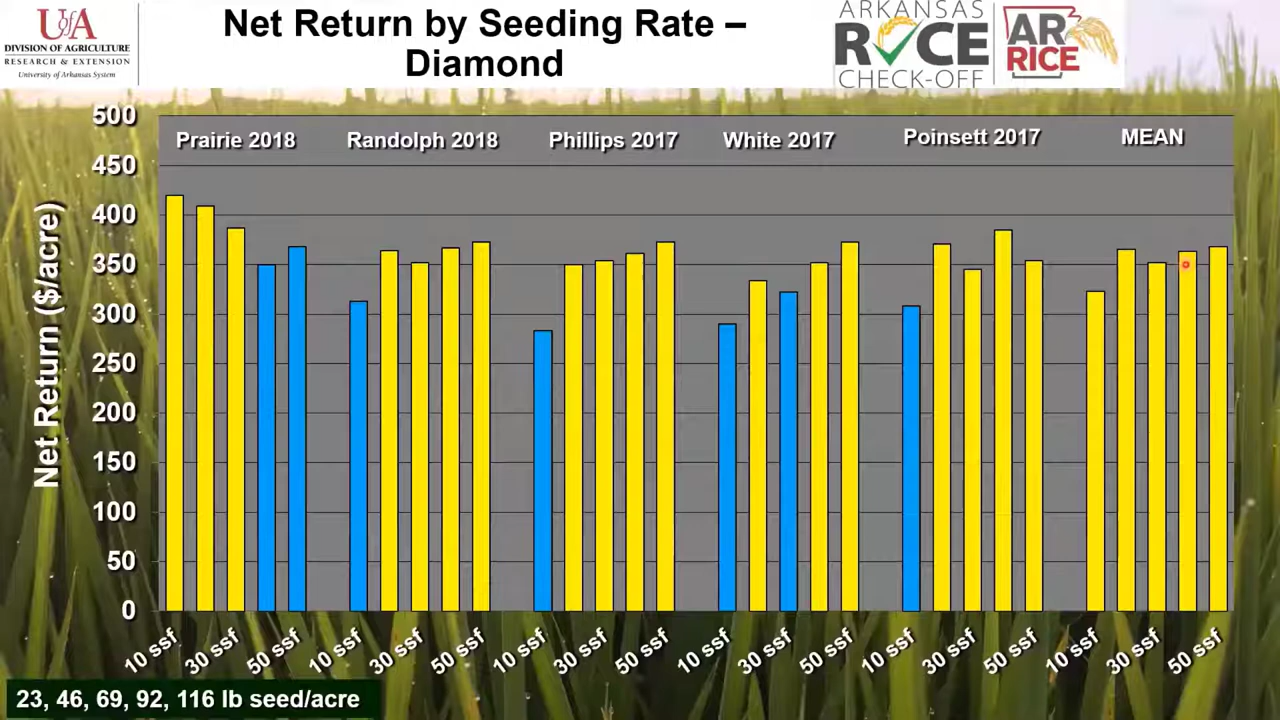 UofA
DIVISION OF AGRICULTURE
RESEARCH & EXTENSION
University of Arkansas System
Net Return by Seeding Rate –
Diamond
ARKANSAS
RICE
CHECK-OFF
AR
RICE
Prairie 2018
Randolph 2018
Phillips 2017
White 2017
Poinsett 2017
MEAN
Net Return ($/acre)
500
450
400
350
300
250
200
150
100
50
0
10 ssf
30 ssf
50 ssf
10 ssf
30 ssf
50 ssf
10 ssf
30 ssf
50 ssf
10 ssf
30 ssf
50 ssf
10 ssf
30 ssf
50 ssf
10 ssf
30 ssf
50 ssf
23, 46, 69, 92, 116 lb seed/acre